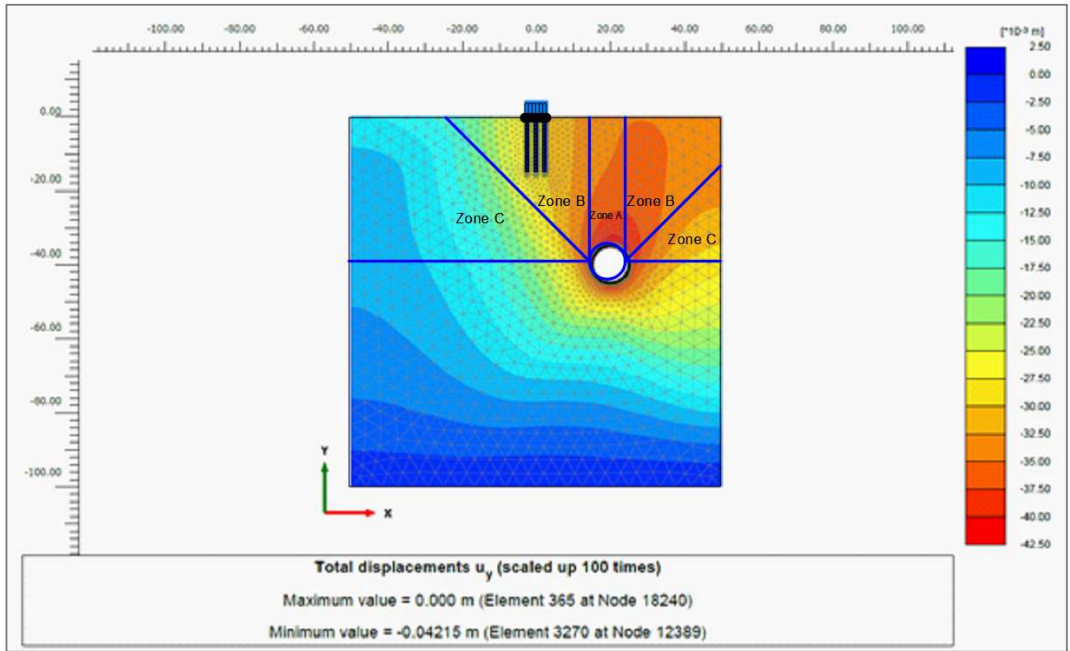 -100.00 -80.00 -60.00 -40.00 -20.00 0.00 20.00 40.00 60.00 80.00 100.00
[*10⁻³ m]
2.50
0.00
-2.50
-5.00
-7.50
-10.00
-12.50
-15.00
-17.50
-20.00
-22.50
-25.00
-27.50
-30.00
-32.50
-35.00
-37.50
-40.00
-42.50
0.00
-20.00
-40.00
-60.00
-80.00
-100.00
Zone C
Zone B
Zone A
Zone B
Zone C
Y
X
Total displacements uy (scaled up 100 times)
Maximum value = 0.000 m (Element 365 at Node 18240)
Minimum value = -0.04215 m (Element 3270 at Node 12389)